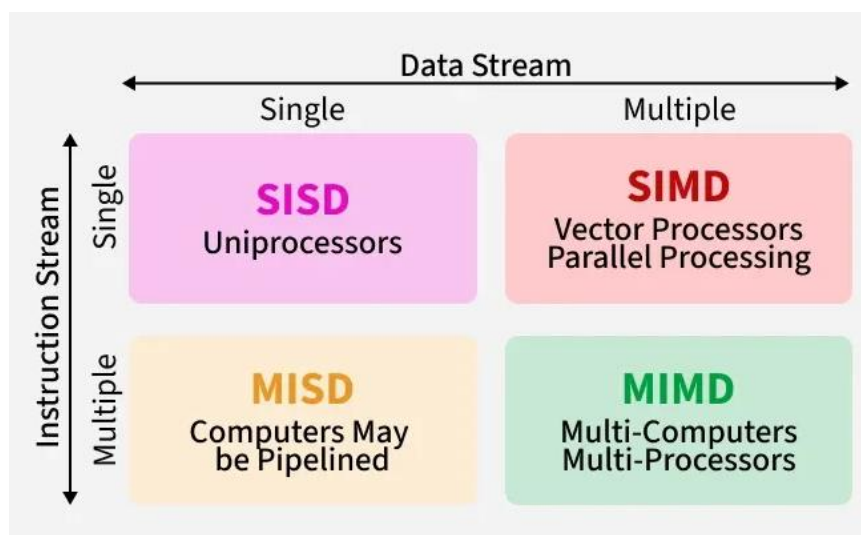 Data Stream
Single
Multiple
Instruction Stream
Single
SISD
Uniprocessors
SIMD
Vector Processors
Parallel Processing
Multiple
MISD
Computers May
be Pipelined
MIMD
Multi-Computers
Multi-Processors